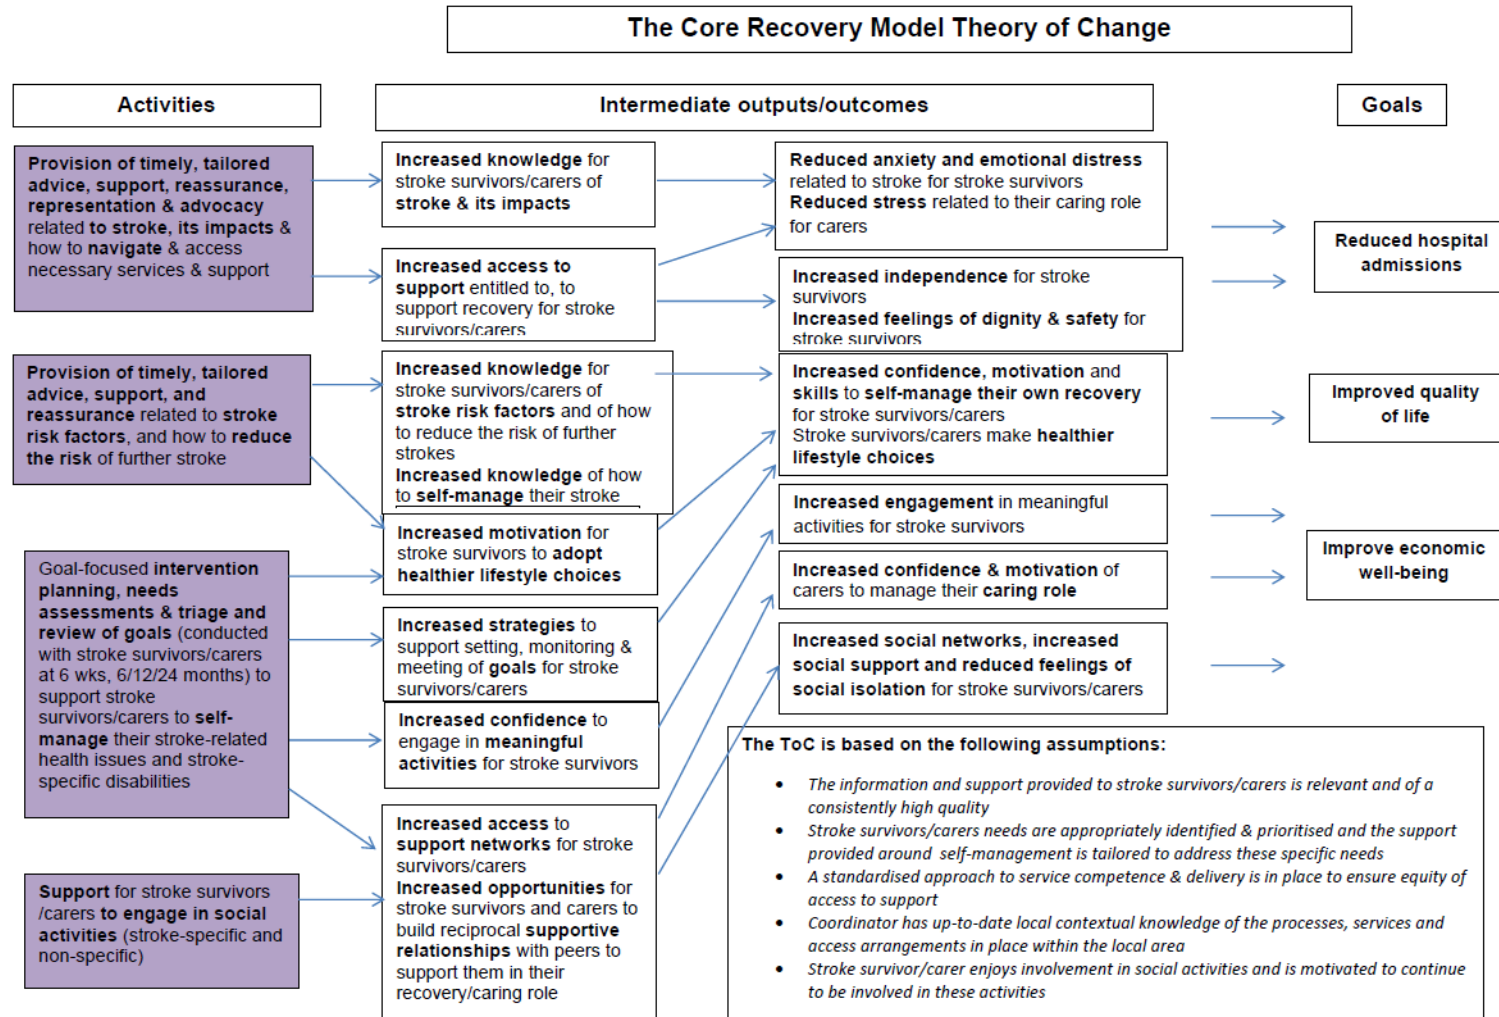 The Core Recovery Model Theory of Change
Activities
Intermediate outputs/outcomes
Goals
Provision of timely, tailored
advice, support, reassurance,
representation & advocacy
related to stroke, its impacts &
how to navigate & access
necessary services & support
Provision of timely, tailored
advice, support, and
reassurance related to stroke
risk factors, and how to reduce
the risk of further stroke
Goal-focused intervention
planning, needs
assessments & triage and
review of goals (conducted
with stroke survivors/carers
at 6 wks, 6/12/24 months) to
support stroke
survivors/carers to self-
manage their stroke-related
health issues and stroke-
specific disabilities
Support for stroke survivors
/carers to engage in social
activities (stroke-specific and
non-specific)
Increased knowledge for
stroke survivors/carers of
stroke & its impacts
Increased access to
support entitled to, to
support recovery for stroke
survivors/carers
Increased knowledge for
stroke survivors/carers of
stroke risk factors and of how
to reduce the risk of further
strokes
Increased knowledge of how
to self-manage their stroke
Increased motivation for
stroke survivors to adopt
healthier lifestyle choices
Increased strategies to
support setting, monitoring &
meeting of goals for stroke
survivors/carers
Increased confidence to
engage in meaningful
activities for stroke survivors
Increased access to
support networks for stroke
survivors/carers
Increased opportunities for
stroke survivors and carers to
build reciprocal supportive
relationships with peers to
support them in their
recovery/caring role
Reduced anxiety and emotional distress
related to stroke for stroke survivors
Reduced stress related to their caring role
for carers
Increased independence for stroke
survivors
Increased feelings of dignity & safety for
stroke survivors
Increased confidence, motivation and
skills to self-manage their own recovery
for stroke survivors/carers
Stroke survivors/carers make healthier
lifestyle choices
Increased engagement in meaningful
activities for stroke survivors
Increased confidence & motivation of
carers to manage their caring role
Increased social networks, increased
social support and reduced feelings of
social isolation for stroke survivors/carers
Reduced hospital
admissions
Improved quality
of life
Improve economic
well-being
The ToC is based on the following assumptions:
• The information and support provided to stroke survivors/carers is relevant and of a
consistently high quality
• Stroke survivors/carers needs are appropriately identified & prioritised and the support
provided around self-management is tailored to address these specific needs
• A standardised approach to service competence & delivery is in place to ensure equity of
access to support
• Coordinator has up-to-date local contextual knowledge of the processes, services and
access arrangements in place within the local area
• Stroke survivor/carer enjoys involvement in social activities and is motivated to continue
to be involved in these activities